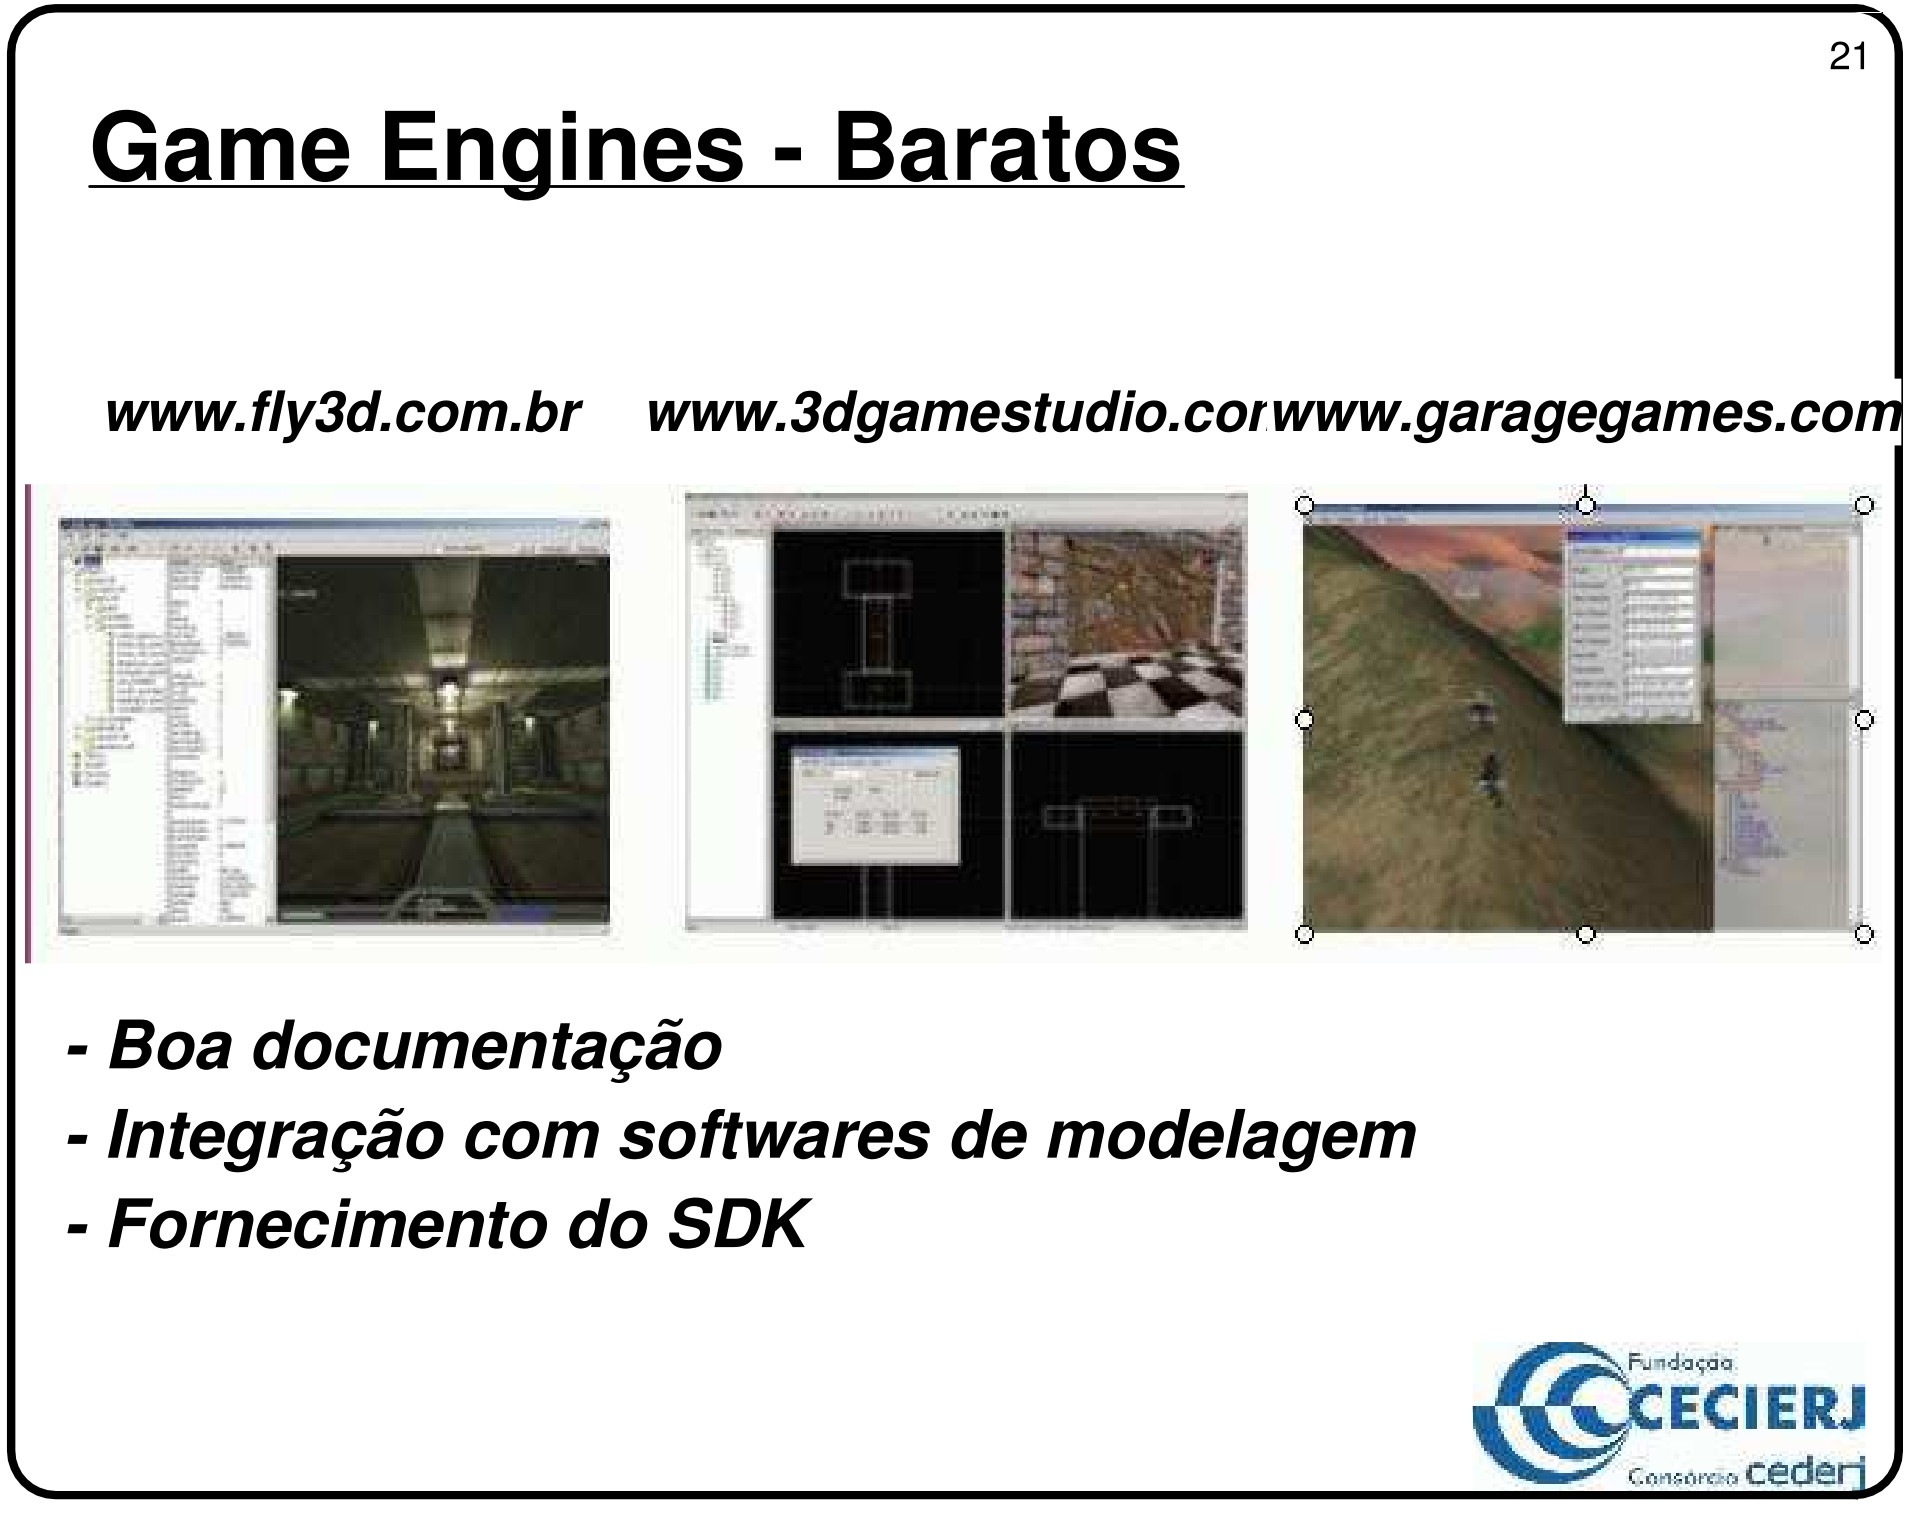 21
Game Engines - Baratos
www.fly3d.com.br www.3dgamestudio.com www.garagegames.com
- Boa documentação
- Integração com softwares de modelagem
- Fornecimento do SDK
Fundação
CECIERJ
Consórcio cederj